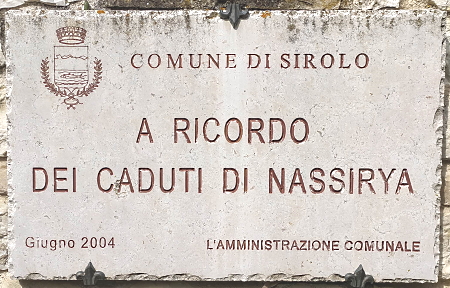 COMUNE DI SIROLO
A RICORDO
DEI CADUTI DI NASSIRYA
Giugno 2004 L'AMMINISTRAZIONE COMUNALE